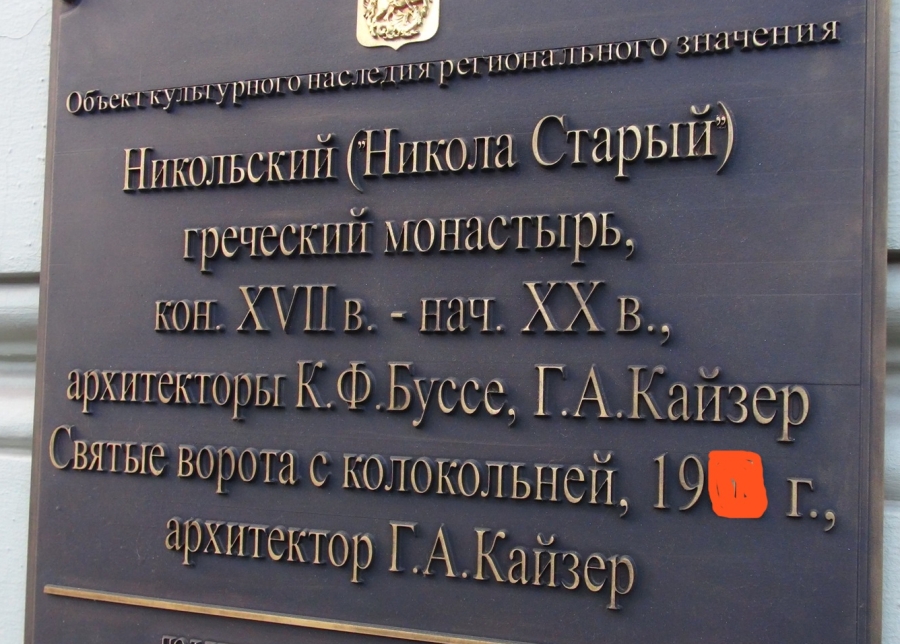 Объект культурного наследия регионального значения
Никольский ("Никола Старый")
греческий монастырь,
кон. XVII в. - нач. XX в.,
архитекторы К.Ф.Буссе, Г.А.Кайзер
Святые ворота с колокольней, 19 г.,
архитектор Г.А.Кайзер